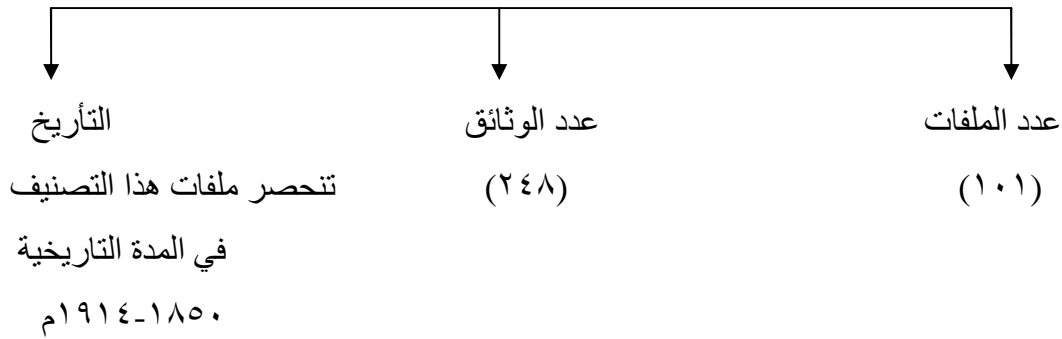 عدد الملفات
(١٠١)
عدد الوثائق
(٢٤٨)
التأريخ
تنحصر ملفات هذا التصنيف
في المدة التاريخية
١٨٥٠-١٩١٤م